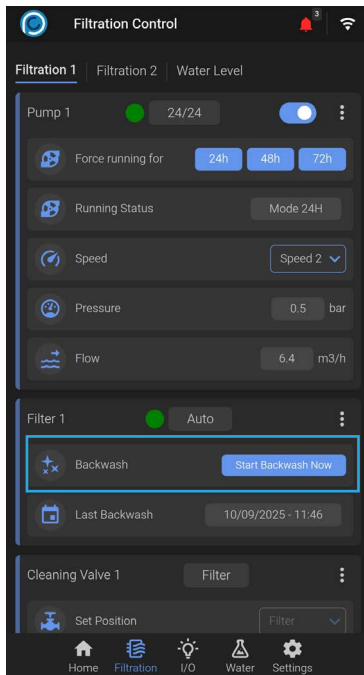 Filtration Control
3
Filtration 1 Filtration 2 Water Level
Pump 1 24/24
Force running for 24h 48h 72h
Running Status Mode 24H
Speed Speed 2
Pressure 0.5 bar
Flow 6.4 m3/h
Filter 1 Auto
Backwash Start Backwash Now
Last Backwash 10/09/2025 - 11:46
Cleaning Valve 1 Filter
Set Position Filter
Home Filtration I/O Water Settings